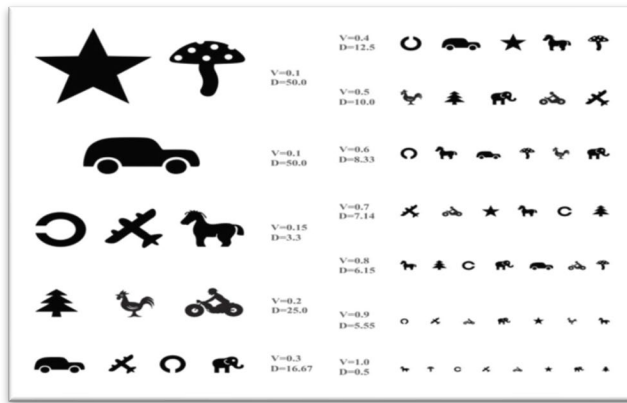 V=0.1
D=50.0
V=0.1
D=50.0
V=0.15
D=3.3
V=0.2
D=25.0
V=0.3
D=16.67
V=0.4
D=12.5
V=0.5
D=10.0
V=0.6
D=8.33
V=0.7
D=7.14
V=0.8
D=6.15
V=0.9
D=5.55
V=1.0
D=0.5